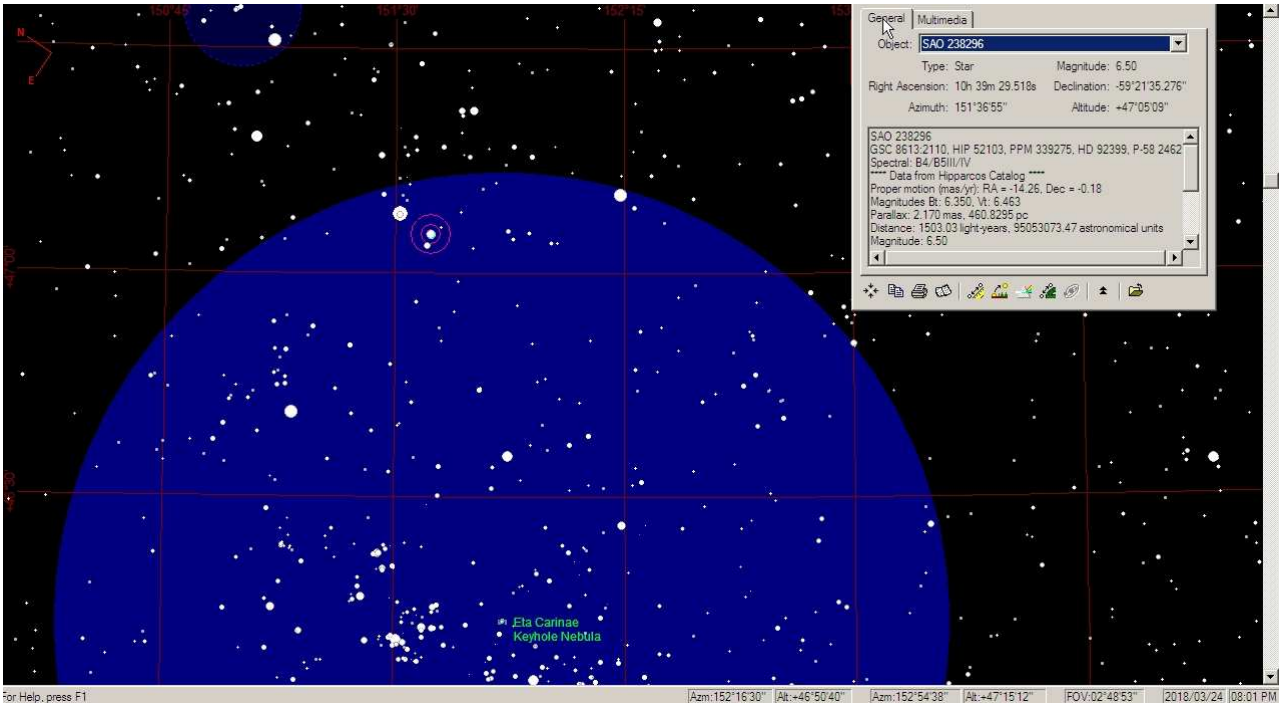 150°45'
151°30'
152°15'
N
E
+47°00'
Eta Carinae
Keyhole Nebula
General
Multimedia
Object: SAO 238296
Type: Star
Magnitude: 6.50
Right Ascension: 10h 39m 29.518s
Declination: -59°21'35.276"
Azimuth: 151°36'55"
Altitude: +47°05'09"
SAO 238296
GSC 8613:2110, HIP 52103, PPM 339275, HD 92399, P-58 2462
Spectral: B4/B5III/IV
**** Data from Hipparcos Catalog ****
Proper motion (mas/yr): RA = -14.26, Dec = -0.18
Magnitudes Bt: 6.350, Vt: 6.463
Parallax: 2.170 mas, 460.8295 pc
Distance: 1503.03 light-years, 95053073.47 astronomical units
Magnitude: 6.50
For Help, press F1
Azm:152°16'30"
Alt:+46°50'40"
Azm:152°54'38"
Alt:+47°15'12"
FOV:02°48'53"
2018/03/24
08:01 PM